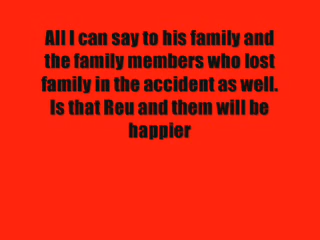 All I can say to his family and
the family members who lost
family in the accident as well.
Is that Reu and them will be
happier